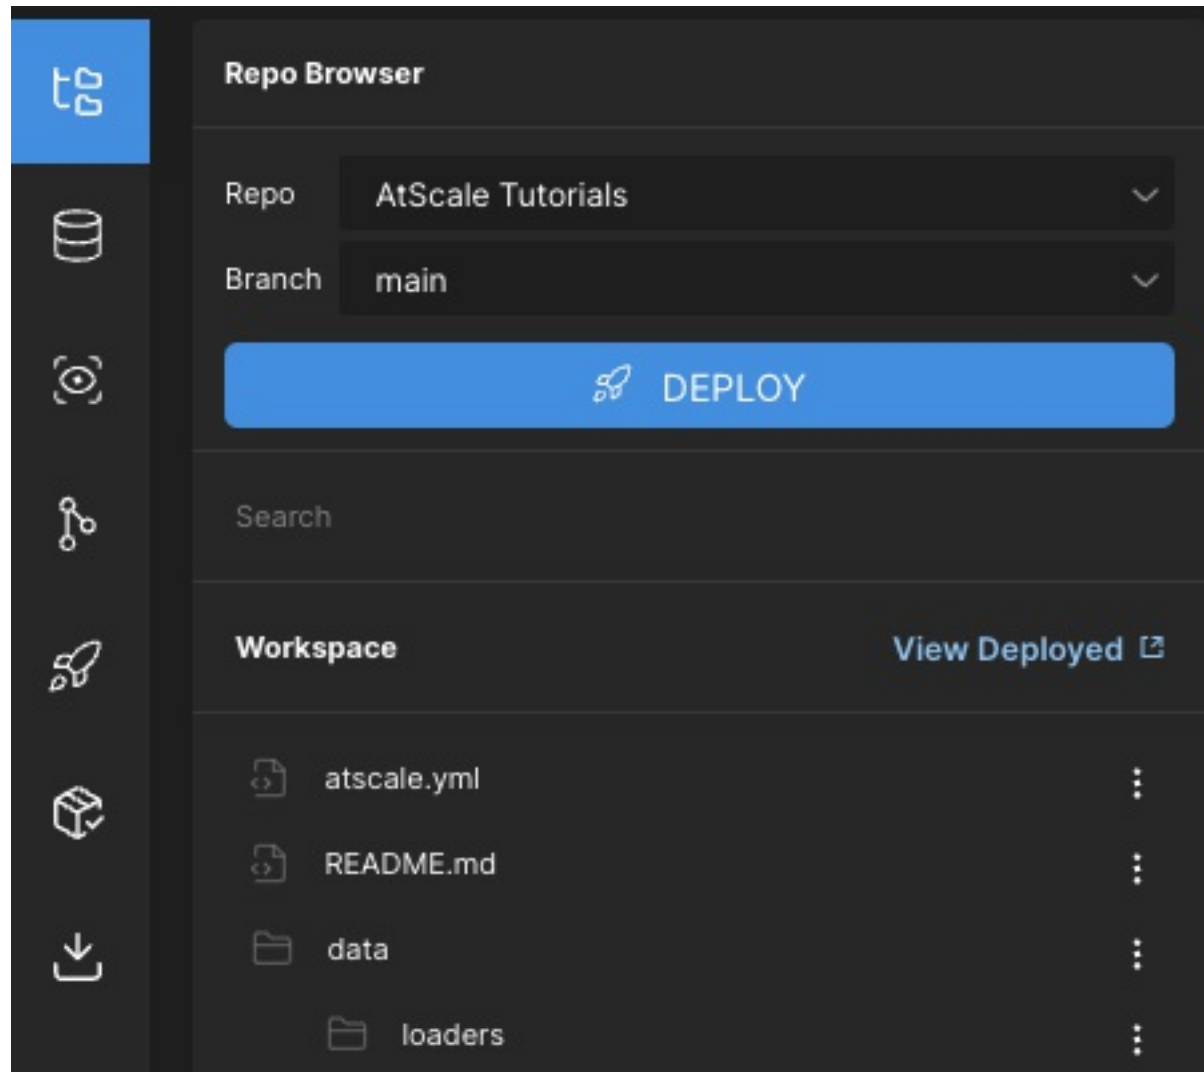 Repo Browser
Repo AtScale Tutorials
Branch main
DEPLOY
Search
Workspace View Deployed
atscale.yml
README.md
data
loaders